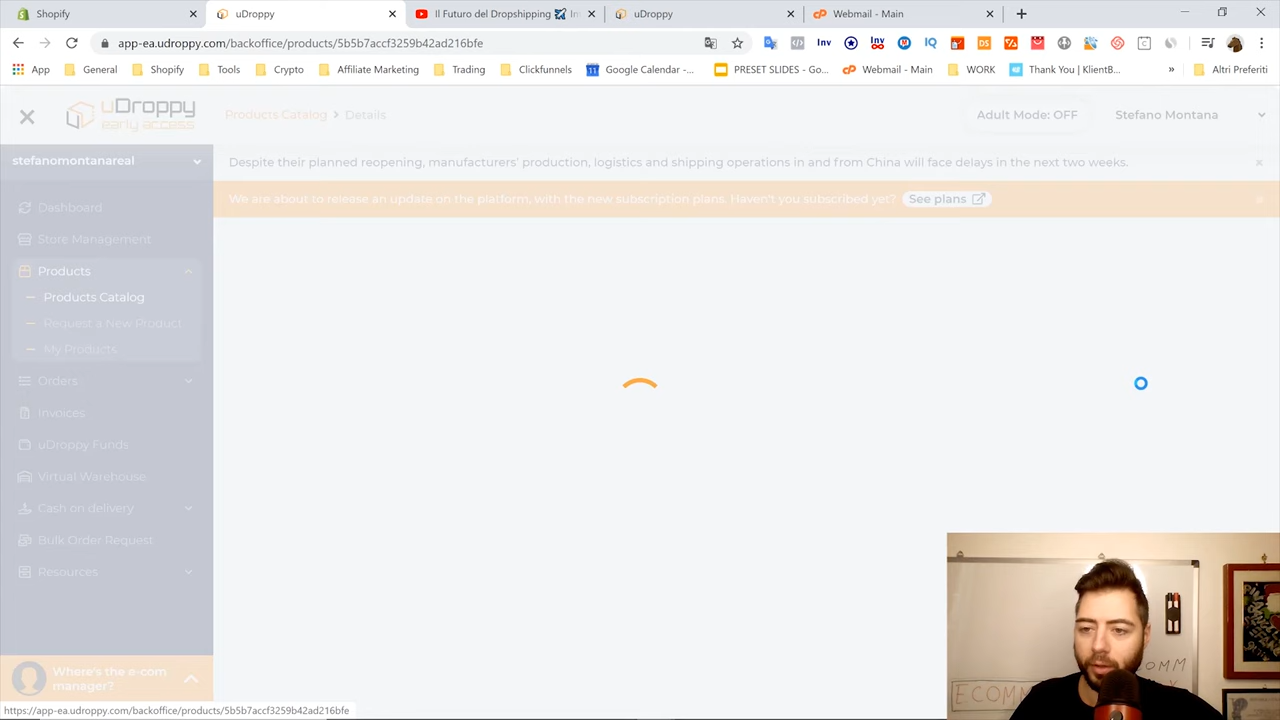 Shopify
uDroppy
Il Futuro del Dropshipping
uDroppy
Webmail - Main
app-ea.udroppy.com/backoffice/products/5b5b7accf3259b42ad216bfe
App
General
Shopify
Tools
Crypto
Affiliate Marketing
Trading
Clickfunnels
Google Calendar -...
PRESET SLIDES - Go...
Webmail - Main
WORK
Thank You | KlientB...
»
Altri Preferiti
uDroppy
early access
Products Catalog > Details
Adult Mode: OFF
Stefano Montana
stefanomontanareal
Despite their planned reopening, manufacturers' production, logistics and shipping operations in and from China will face delays in the next two weeks.
We are about to release an update on the platform, with the new subscription plans. Haven't you subscribed yet? See plans
Dashboard
Store Management
Products
Products Catalog
Request a New Product
My Products
Orders
Invoices
uDroppy Funds
Virtual Warehouse
Cash on delivery
Bulk Order Request
Resources
Where's the e-com
manager?
https://app-ea.udroppy.com/backoffice/products/5b5b7accf3259b42ad216bfe